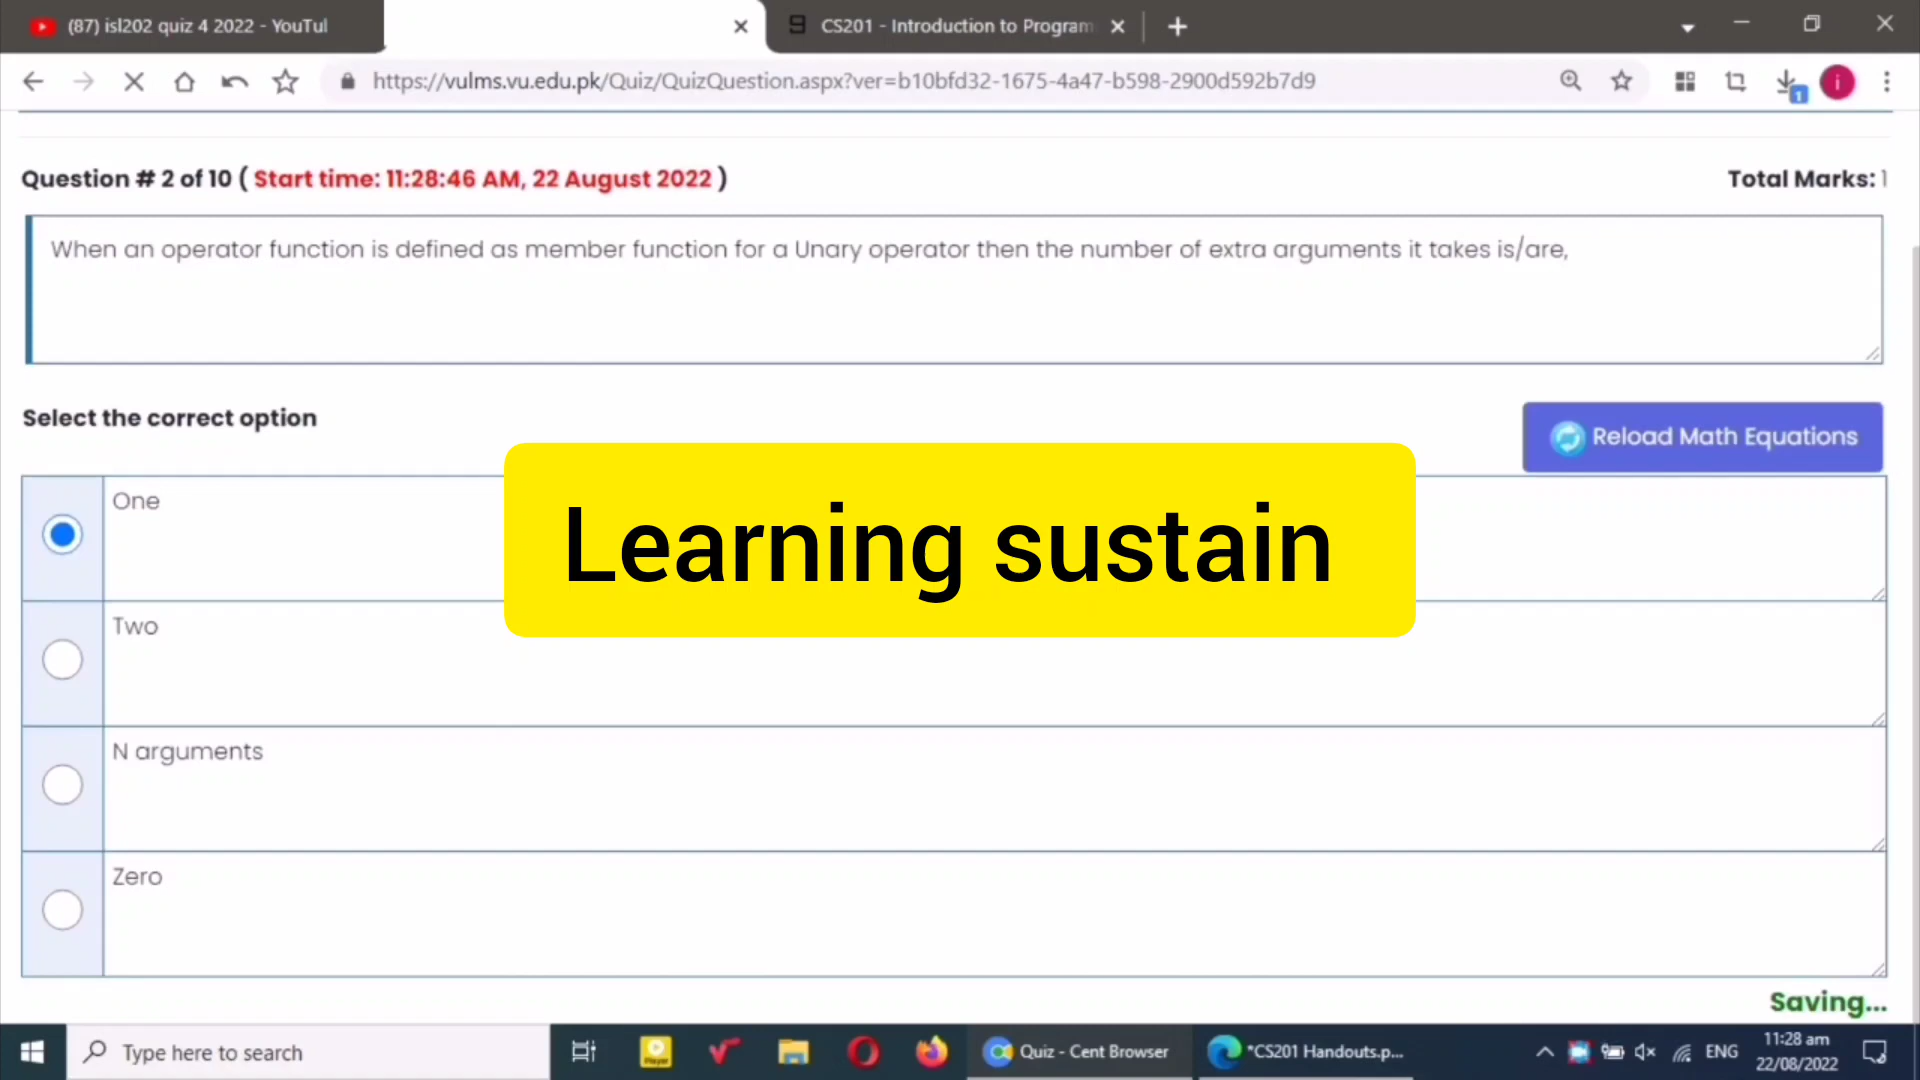 (87) isl202 quiz 4 2022 - YouTul
CS201 - Introduction to Program
https://vulms.vu.edu.pk/Quiz/QuizQuestion.aspx?ver=b10bfd32-1675-4a47-b598-2900d592b7d9
1
i
Question # 2 of 10 ( Start time: 11:28:46 AM, 22 August 2022 )
Total Marks: 1
When an operator function is defined as member function for a Unary operator then the number of extra arguments it takes is/are,
Select the correct option
Reload Math Equations
One
Learning sustain
Two
N arguments
Zero
Saving...
Type here to search
Player
Quiz - Cent Browser
*CS201 Handouts.p...
ENG
11:28 am
22/08/2022